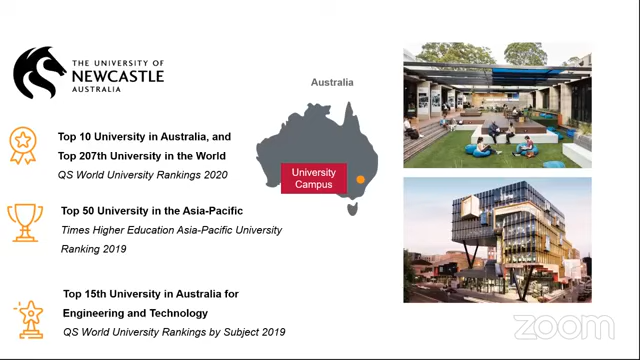 THE UNIVERSITY OF
NEWCASTLE
AUSTRALIA
Australia
Top 10 University in Australia, and
Top 207th University in the World
QS World University Rankings 2020
University
Campus
Top 50 University in the Asia-Pacific
Times Higher Education Asia-Pacific University
Ranking 2019
Top 15th University in Australia for
Engineering and Technology
QS World University Rankings by Subject 2019
zoom